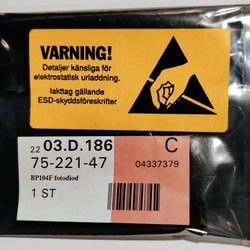 VARNING!
Detaljer känsliga för
elektrostatisk urladdning.
Iakttag gällande
ESD-skyddsföreskrifter
22 03.D.186 C
75-221-47 04337379
BP104F fotodiod
1 ST